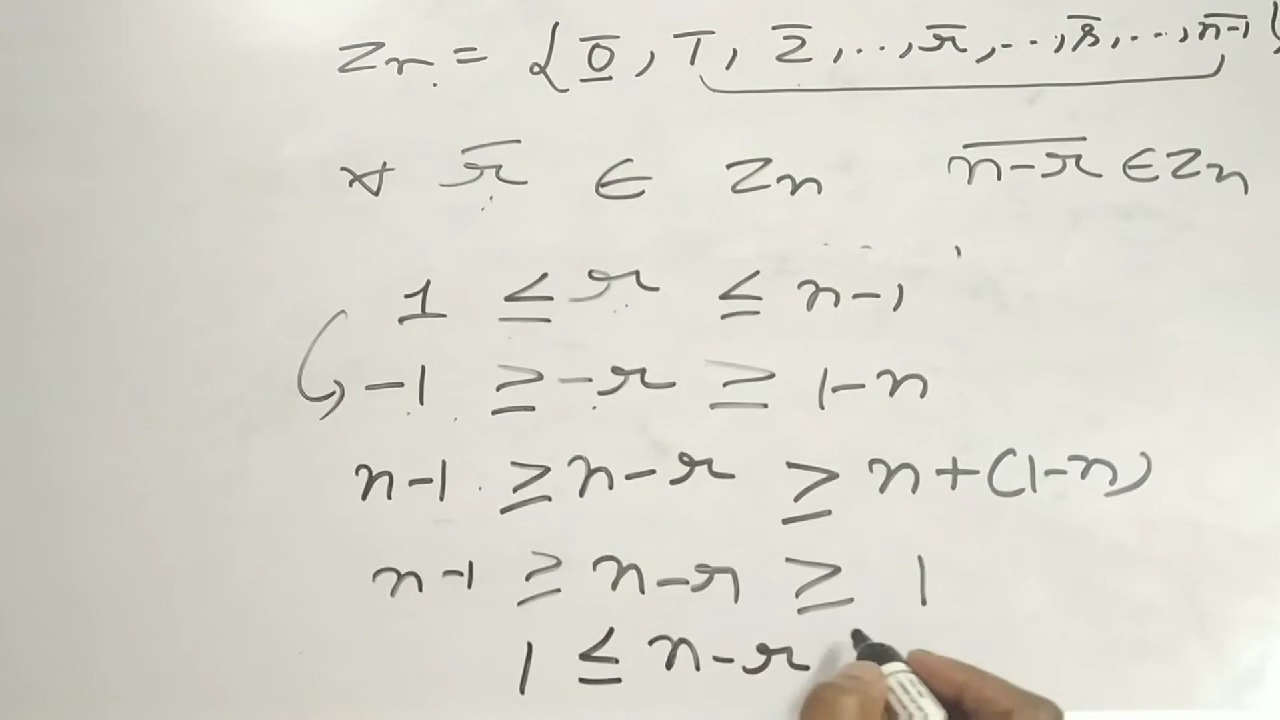 Zn = { 0̅, 1̅, 2̅, .., r̅, .., s̅, .., n̅-̅1̅ }
∀ r̅ ∈ Zn n̅-̅r̅ ∈ Zn
1 ≤ r ≤ n-1
-1 ≥ -r ≥ 1-n
n-1 ≥ n-r ≥ n+(1-n)
n-1 ≥ n-r ≥ 1
1 ≤ n-r